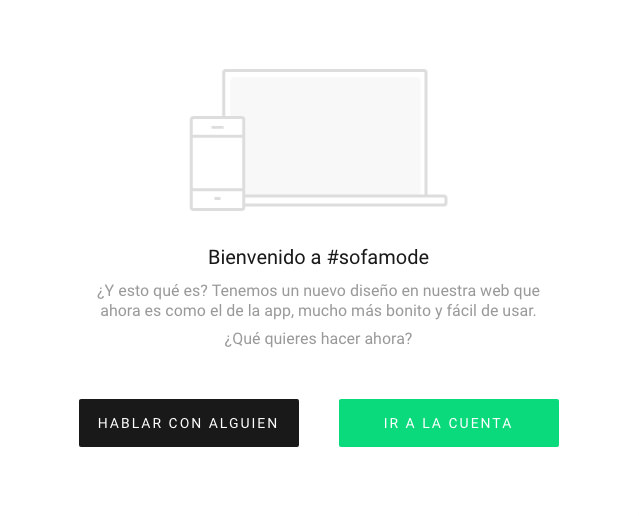 Bienvenido a #sofamode
¿Y esto qué es? Tenemos un nuevo diseño en nuestra web que
ahora es como el de la app, mucho más bonito y fácil de usar.
¿Qué quieres hacer ahora?
HABLAR CON ALGUIEN
IR A LA CUENTA